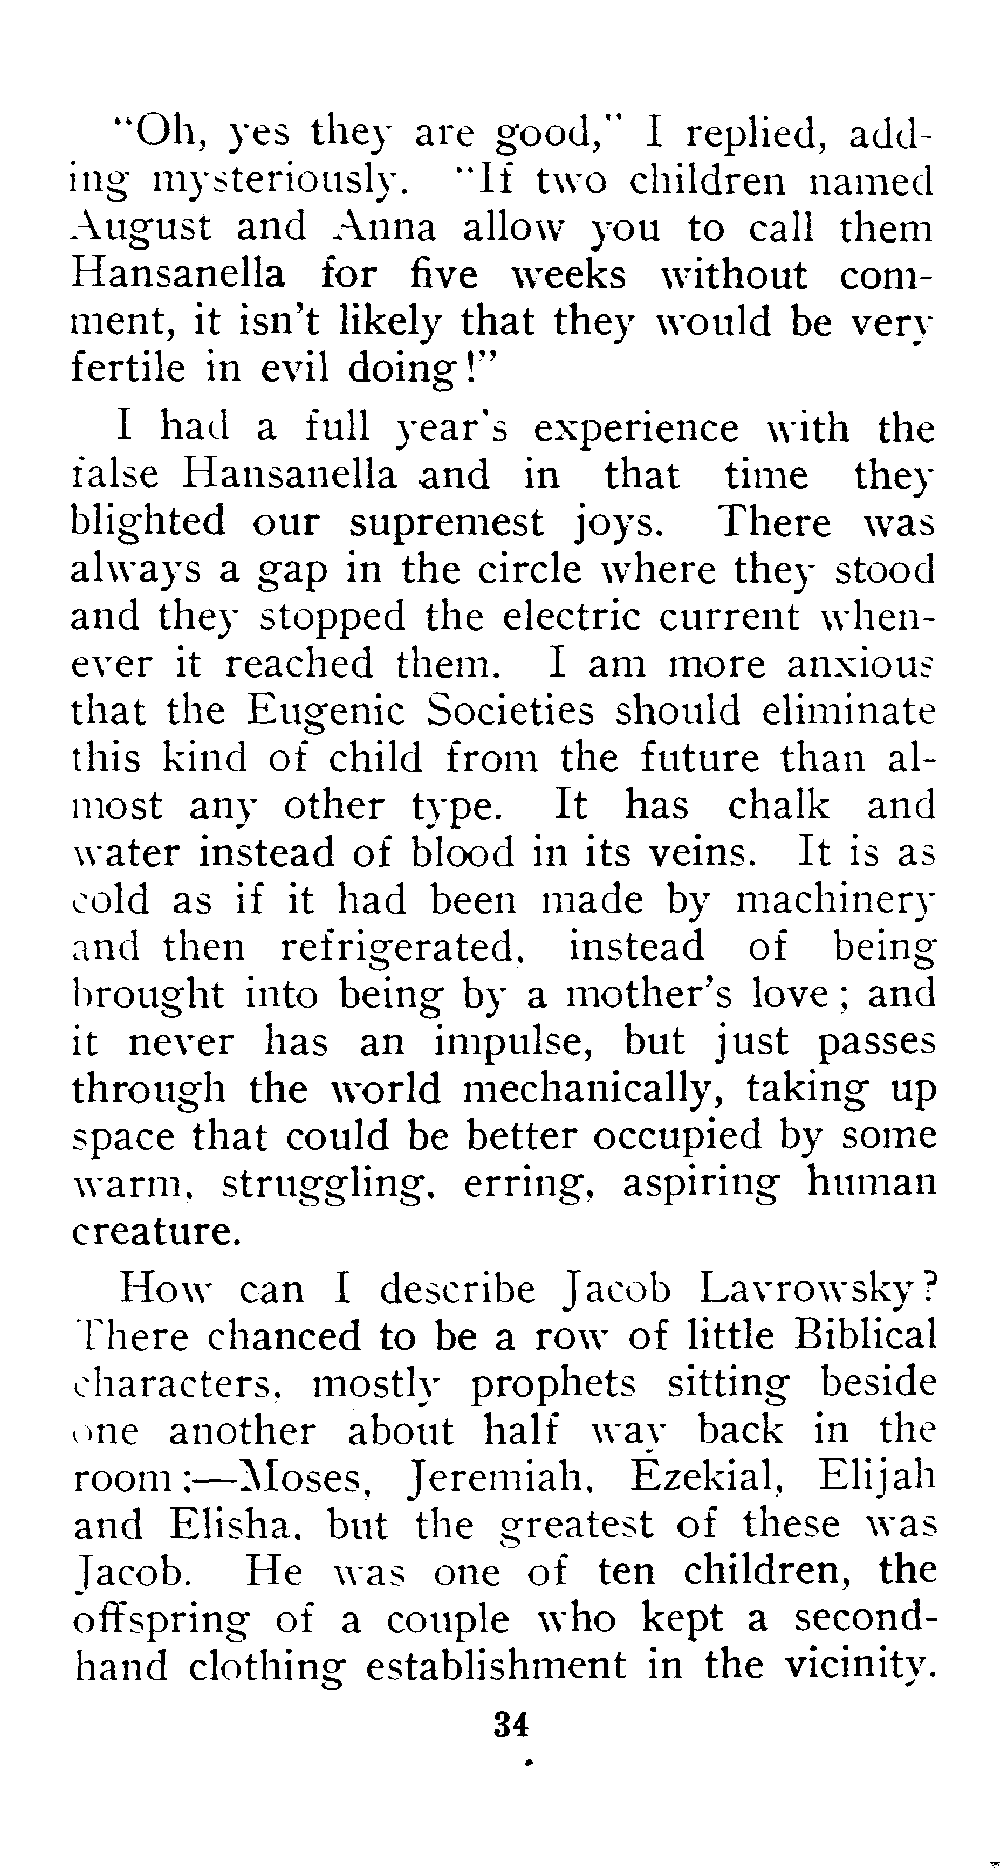 "Oh, yes they are good," I replied, add-
ing mysteriously. "If two children named
August and Anna allow you to call them
Hansanella for five weeks without com-
ment, it isn't likely that they would be very
fertile in evil doing!"
I had a full year's experience with the
false Hansanella and in that time they
blighted our supremest joys. There was
always a gap in the circle where they stood
and they stopped the electric current when-
ever it reached them. I am more anxious
that the Eugenic Societies should eliminate
this kind of child from the future than al-
most any other type. It has chalk and
water instead of blood in its veins. It is as
cold as if it had been made by machinery
and then refrigerated, instead of being
brought into being by a mother's love; and
it never has an impulse, but just passes
through the world mechanically, taking up
space that could be better occupied by some
warm, struggling, erring, aspiring human
creature.
How can I describe Jacob Lavrowsky?
There chanced to be a row of little Biblical
characters, mostly prophets sitting beside
one another about half way back in the
room:—Moses, Jeremiah, Ezekial, Elijah
and Elisha, but the greatest of these was
Jacob. He was one of ten children, the
offspring of a couple who kept a second-
hand clothing establishment in the vicinity.
34